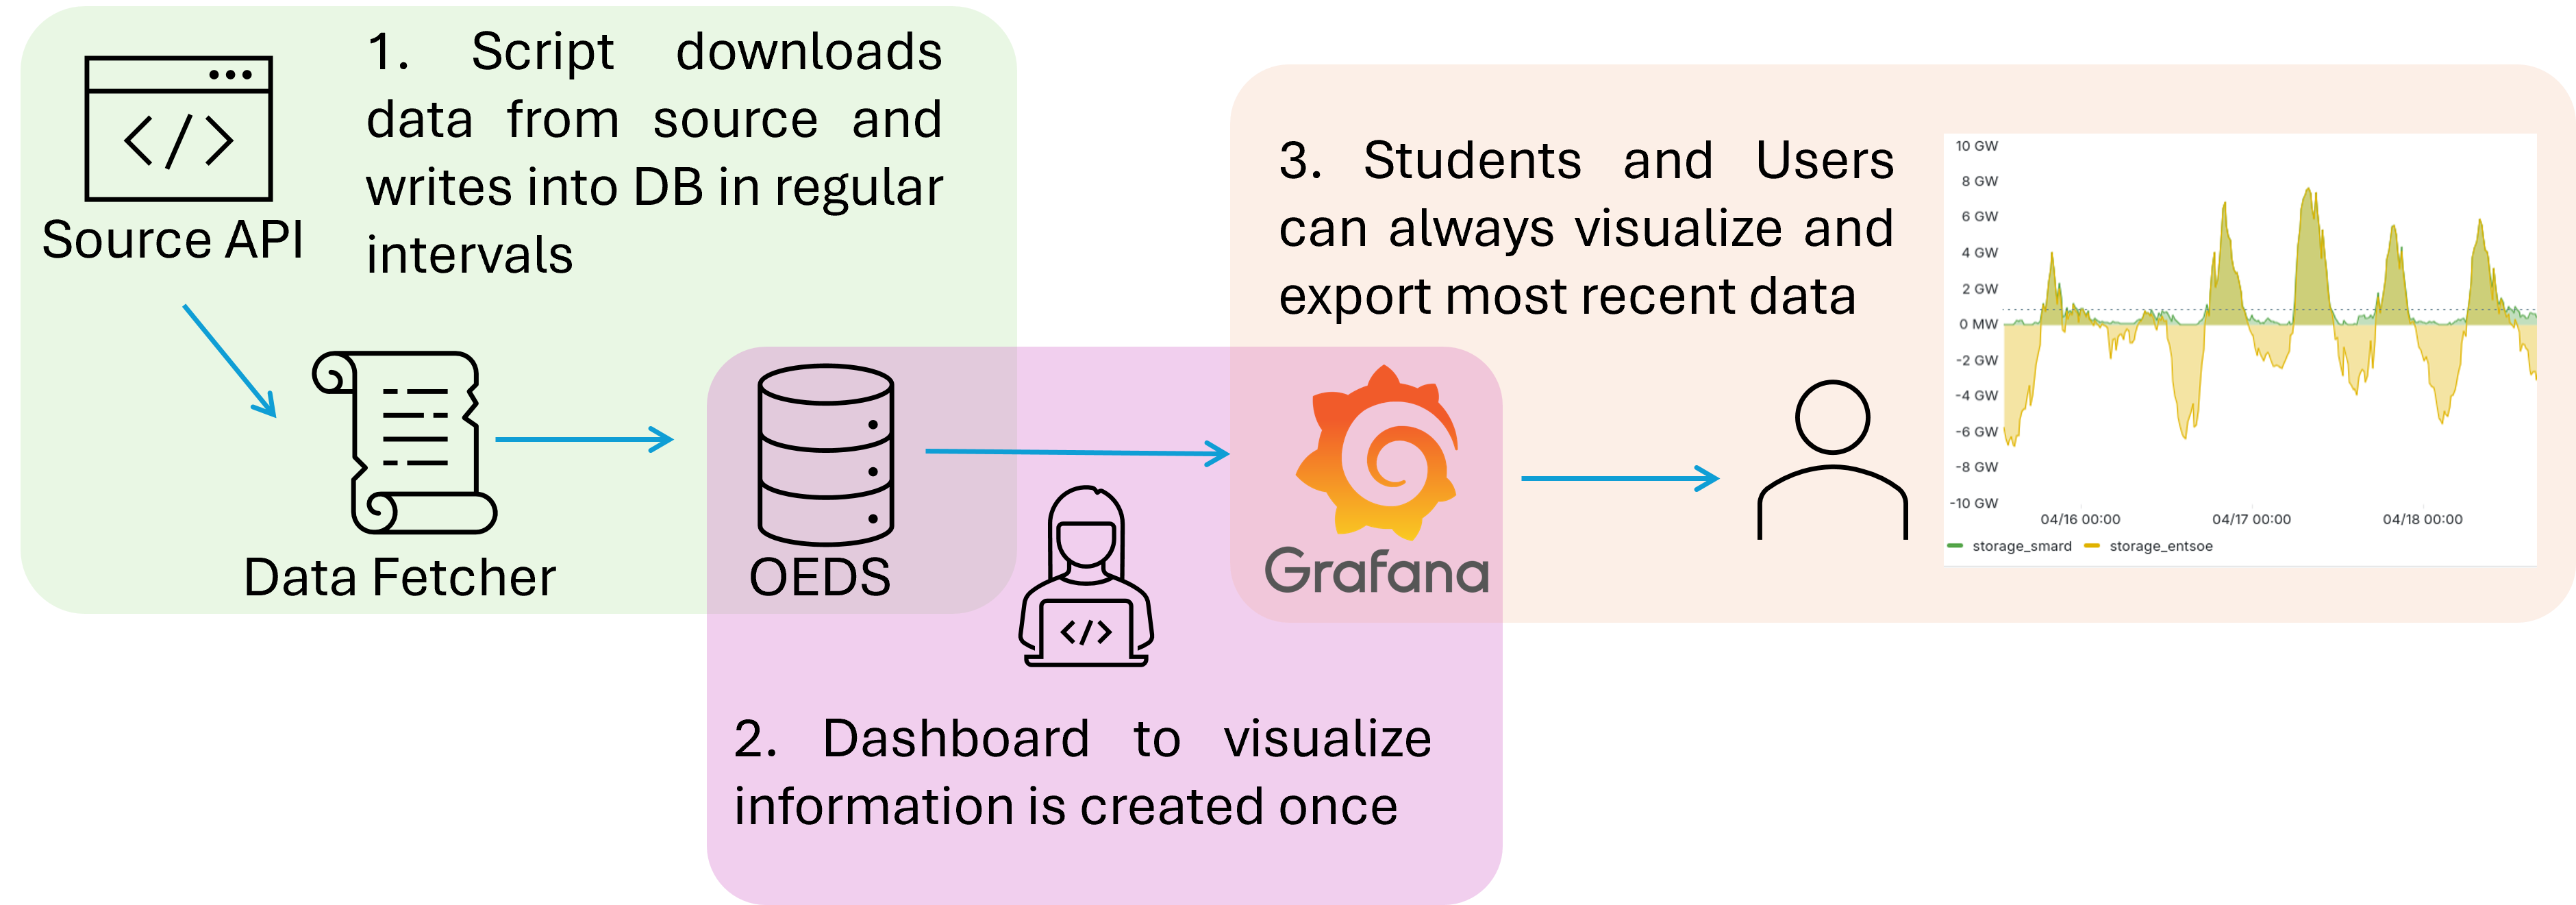 1. Script downloads
data from source and
writes into DB in regular
intervals
</>
Source API
Data Fetcher
OEDS
</>
Grafana
2. Dashboard to visualize
information is created once
3. Students and Users
can always visualize and
export most recent data
10 GW
8 GW
6 GW
4 GW
2 GW
0 MW
-2 GW
-4 GW
-6 GW
-8 GW
-10 GW
04/16 00:00
04/17 00:00
04/18 00:00
storage_smard
storage_entsoe